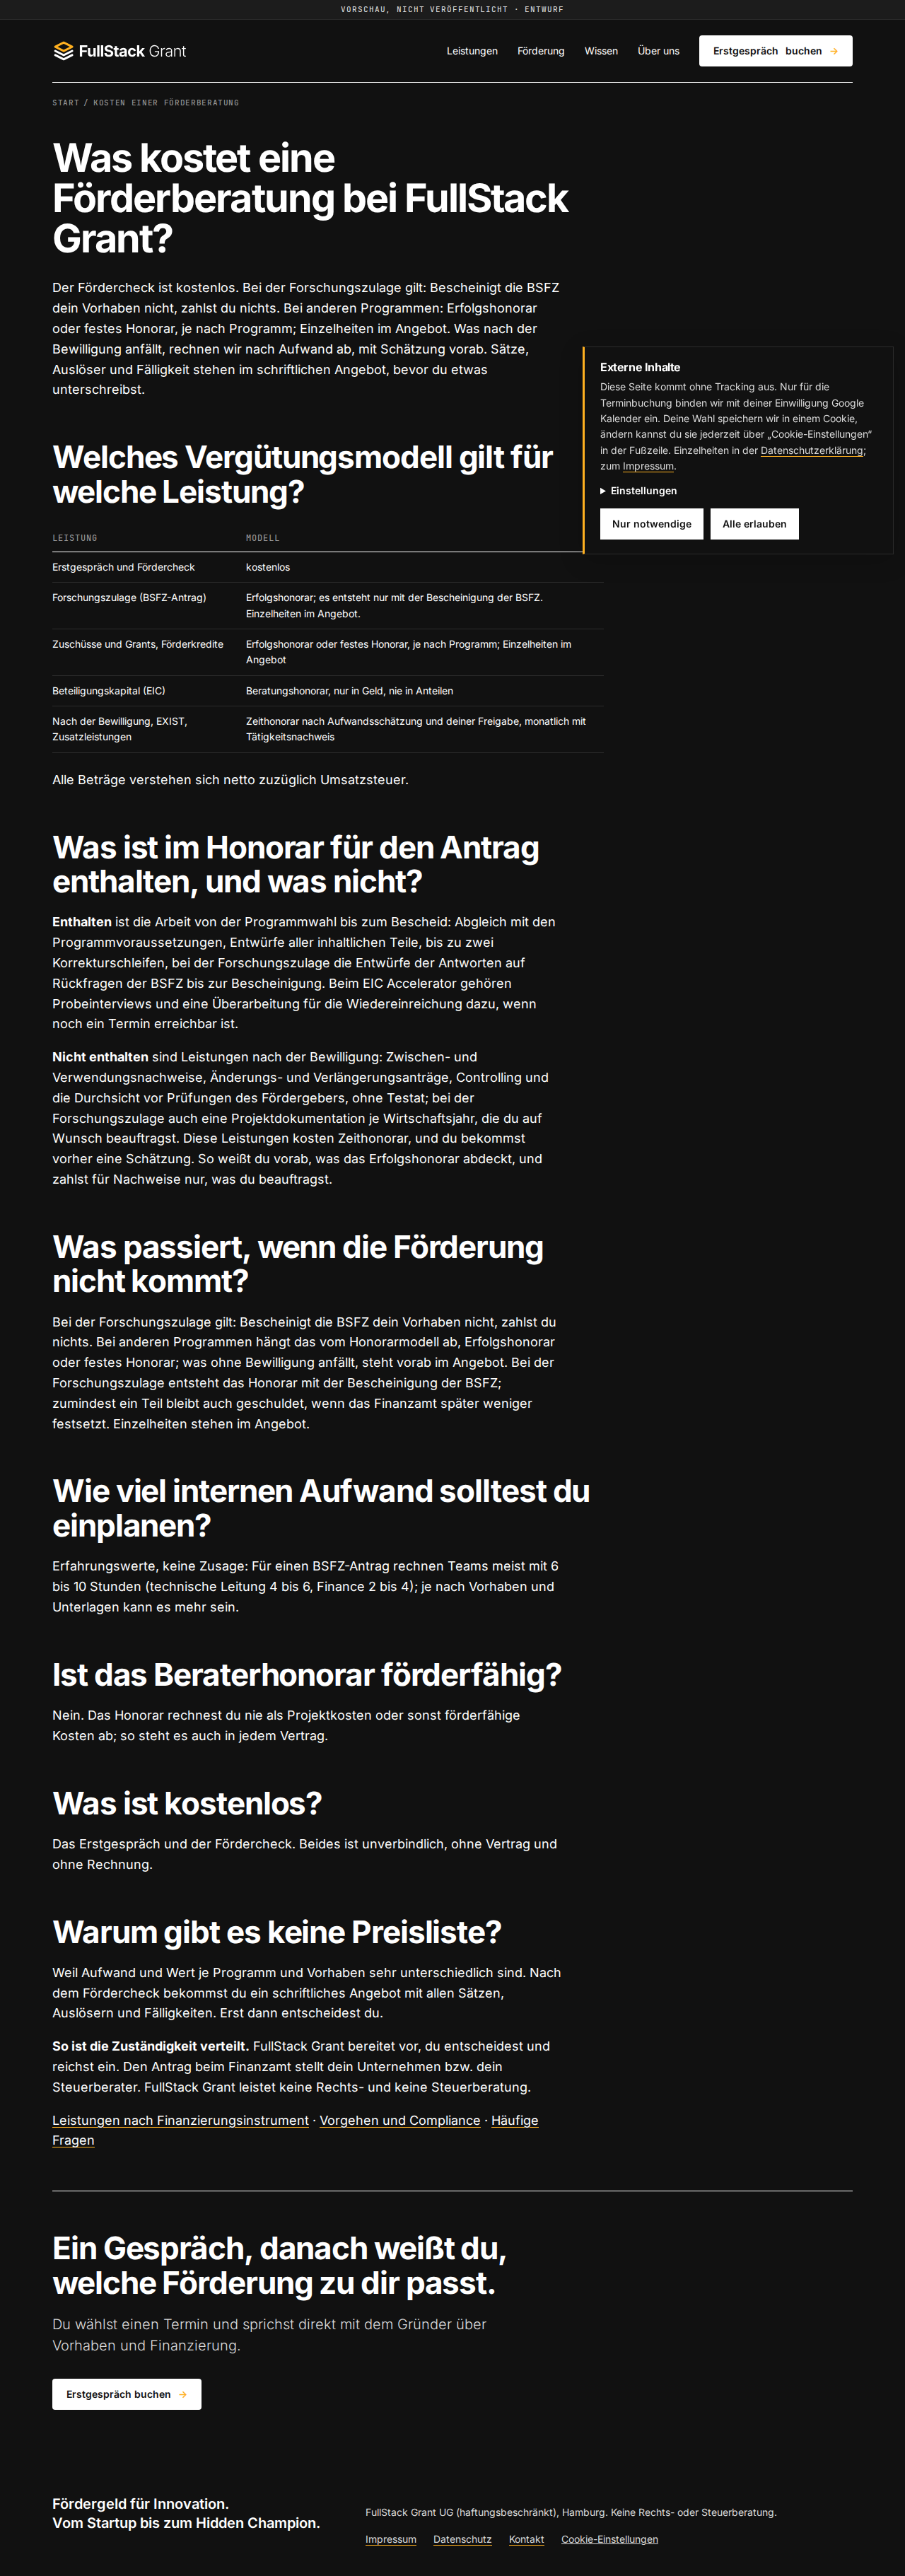 VORSCHAU, NICHT VERÖFFENTLICHT · ENTWURF
FullStack Grant
Leistungen Förderung Wissen Über uns Erstgespräch buchen →
START / KOSTEN EINER FÖRDERBERATUNG
Was kostet eine
Förderberatung bei FullStack
Grant?
Der Fördercheck ist kostenlos. Bei der Forschungszulage gilt: Bescheinigt die BSFZ
dein Vorhaben nicht, zahlst du nichts. Bei anderen Programmen: Erfolgshonorar
oder festes Honorar, je nach Programm; Einzelheiten im Angebot. Was nach der
Bewilligung anfällt, rechnen wir nach Aufwand ab, mit Schätzung vorab. Sätze,
Auslöser und Fälligkeit stehen im schriftlichen Angebot, bevor du etwas
unterschreibst.
Externe Inhalte
Diese Seite kommt ohne Tracking aus. Nur für die
Terminbuchung binden wir mit deiner Einwilligung Google
Kalender ein. Deine Wahl speichern wir in einem Cookie,
ändern kannst du sie jederzeit über „Cookie-Einstellungen“
in der Fußzeile. Einzelheiten in der Datenschutzerklärung;
zum Impressum.
▶ Einstellungen
Nur notwendige Alle erlauben
Welches Vergütungsmodell gilt für
welche Leistung?
LEISTUNG MODELL
Erstgespräch und Fördercheck kostenlos
Forschungszulage (BSFZ-Antrag) Erfolgshonorar; es entsteht nur mit der Bescheinigung der BSFZ.
Einzelheiten im Angebot.
Zuschüsse und Grants, Förderkredite Erfolgshonorar oder festes Honorar, je nach Programm; Einzelheiten im
Angebot
Beteiligungskapital (EIC) Beratungshonorar, nur in Geld, nie in Anteilen
Nach der Bewilligung, EXIST, Zeithonorar nach Aufwandsschätzung und deiner Freigabe, monatlich mit
Zusatzleistungen Tätigkeitsnachweis
Alle Beträge verstehen sich netto zuzüglich Umsatzsteuer.
Was ist im Honorar für den Antrag
enthalten, und was nicht?
Enthalten ist die Arbeit von der Programmwahl bis zum Bescheid: Abgleich mit den
Programmvoraussetzungen, Entwürfe aller inhaltlichen Teile, bis zu zwei
Korrekturschleifen, bei der Forschungszulage die Entwürfe der Antworten auf
Rückfragen der BSFZ bis zur Bescheinigung. Beim EIC Accelerator gehören
Probeinterviews und eine Überarbeitung für die Wiedereinreichung dazu, wenn
noch ein Termin erreichbar ist.
Nicht enthalten sind Leistungen nach der Bewilligung: Zwischen- und
Verwendungsnachweise, Änderungs- und Verlängerungsanträge, Controlling und
die Durchsicht vor Prüfungen des Fördergebers, ohne Testat; bei der
Forschungszulage auch eine Projektdokumentation je Wirtschaftsjahr, die du auf
Wunsch beauftragst. Diese Leistungen kosten Zeithonorar, und du bekommst
vorher eine Schätzung. So weißt du vorab, was das Erfolgshonorar abdeckt, und
zahlst für Nachweise nur, was du beauftragst.
Was passiert, wenn die Förderung
nicht kommt?
Bei der Forschungszulage gilt: Bescheinigt die BSFZ dein Vorhaben nicht, zahlst du
nichts. Bei anderen Programmen hängt das vom Honorarmodell ab, Erfolgshonorar
oder festes Honorar; was ohne Bewilligung anfällt, steht vorab im Angebot. Bei der
Forschungszulage entsteht das Honorar mit der Bescheinigung der BSFZ;
zumindest ein Teil bleibt auch geschuldet, wenn das Finanzamt später weniger
festsetzt. Einzelheiten stehen im Angebot.
Wie viel internen Aufwand solltest du
einplanen?
Erfahrungswerte, keine Zusage: Für einen BSFZ-Antrag rechnen Teams meist mit 6
bis 10 Stunden (technische Leitung 4 bis 6, Finance 2 bis 4); je nach Vorhaben und
Unterlagen kann es mehr sein.
Ist das Beraterhonorar förderfähig?
Nein. Das Honorar rechnest du nie als Projektkosten oder sonst förderfähige
Kosten ab; so steht es auch in jedem Vertrag.
Was ist kostenlos?
Das Erstgespräch und der Fördercheck. Beides ist unverbindlich, ohne Vertrag und
ohne Rechnung.
Warum gibt es keine Preisliste?
Weil Aufwand und Wert je Programm und Vorhaben sehr unterschiedlich sind. Nach
dem Fördercheck bekommst du ein schriftliches Angebot mit allen Sätzen,
Auslösern und Fälligkeiten. Erst dann entscheidest du.
So ist die Zuständigkeit verteilt. FullStack Grant bereitet vor, du entscheidest und
reichst ein. Den Antrag beim Finanzamt stellt dein Unternehmen bzw. dein
Steuerberater. FullStack Grant leistet keine Rechts- und keine Steuerberatung.
Leistungen nach Finanzierungsinstrument · Vorgehen und Compliance · Häufige
Fragen
Ein Gespräch, danach weißt du,
welche Förderung zu dir passt.
Du wählst einen Termin und sprichst direkt mit dem Gründer über
Vorhaben und Finanzierung.
Erstgespräch buchen →
Fördergeld für Innovation.
Vom Startup bis zum Hidden Champion.
FullStack Grant UG (haftungsbeschränkt), Hamburg. Keine Rechts- oder Steuerberatung.
Impressum Datenschutz Kontakt Cookie-Einstellungen